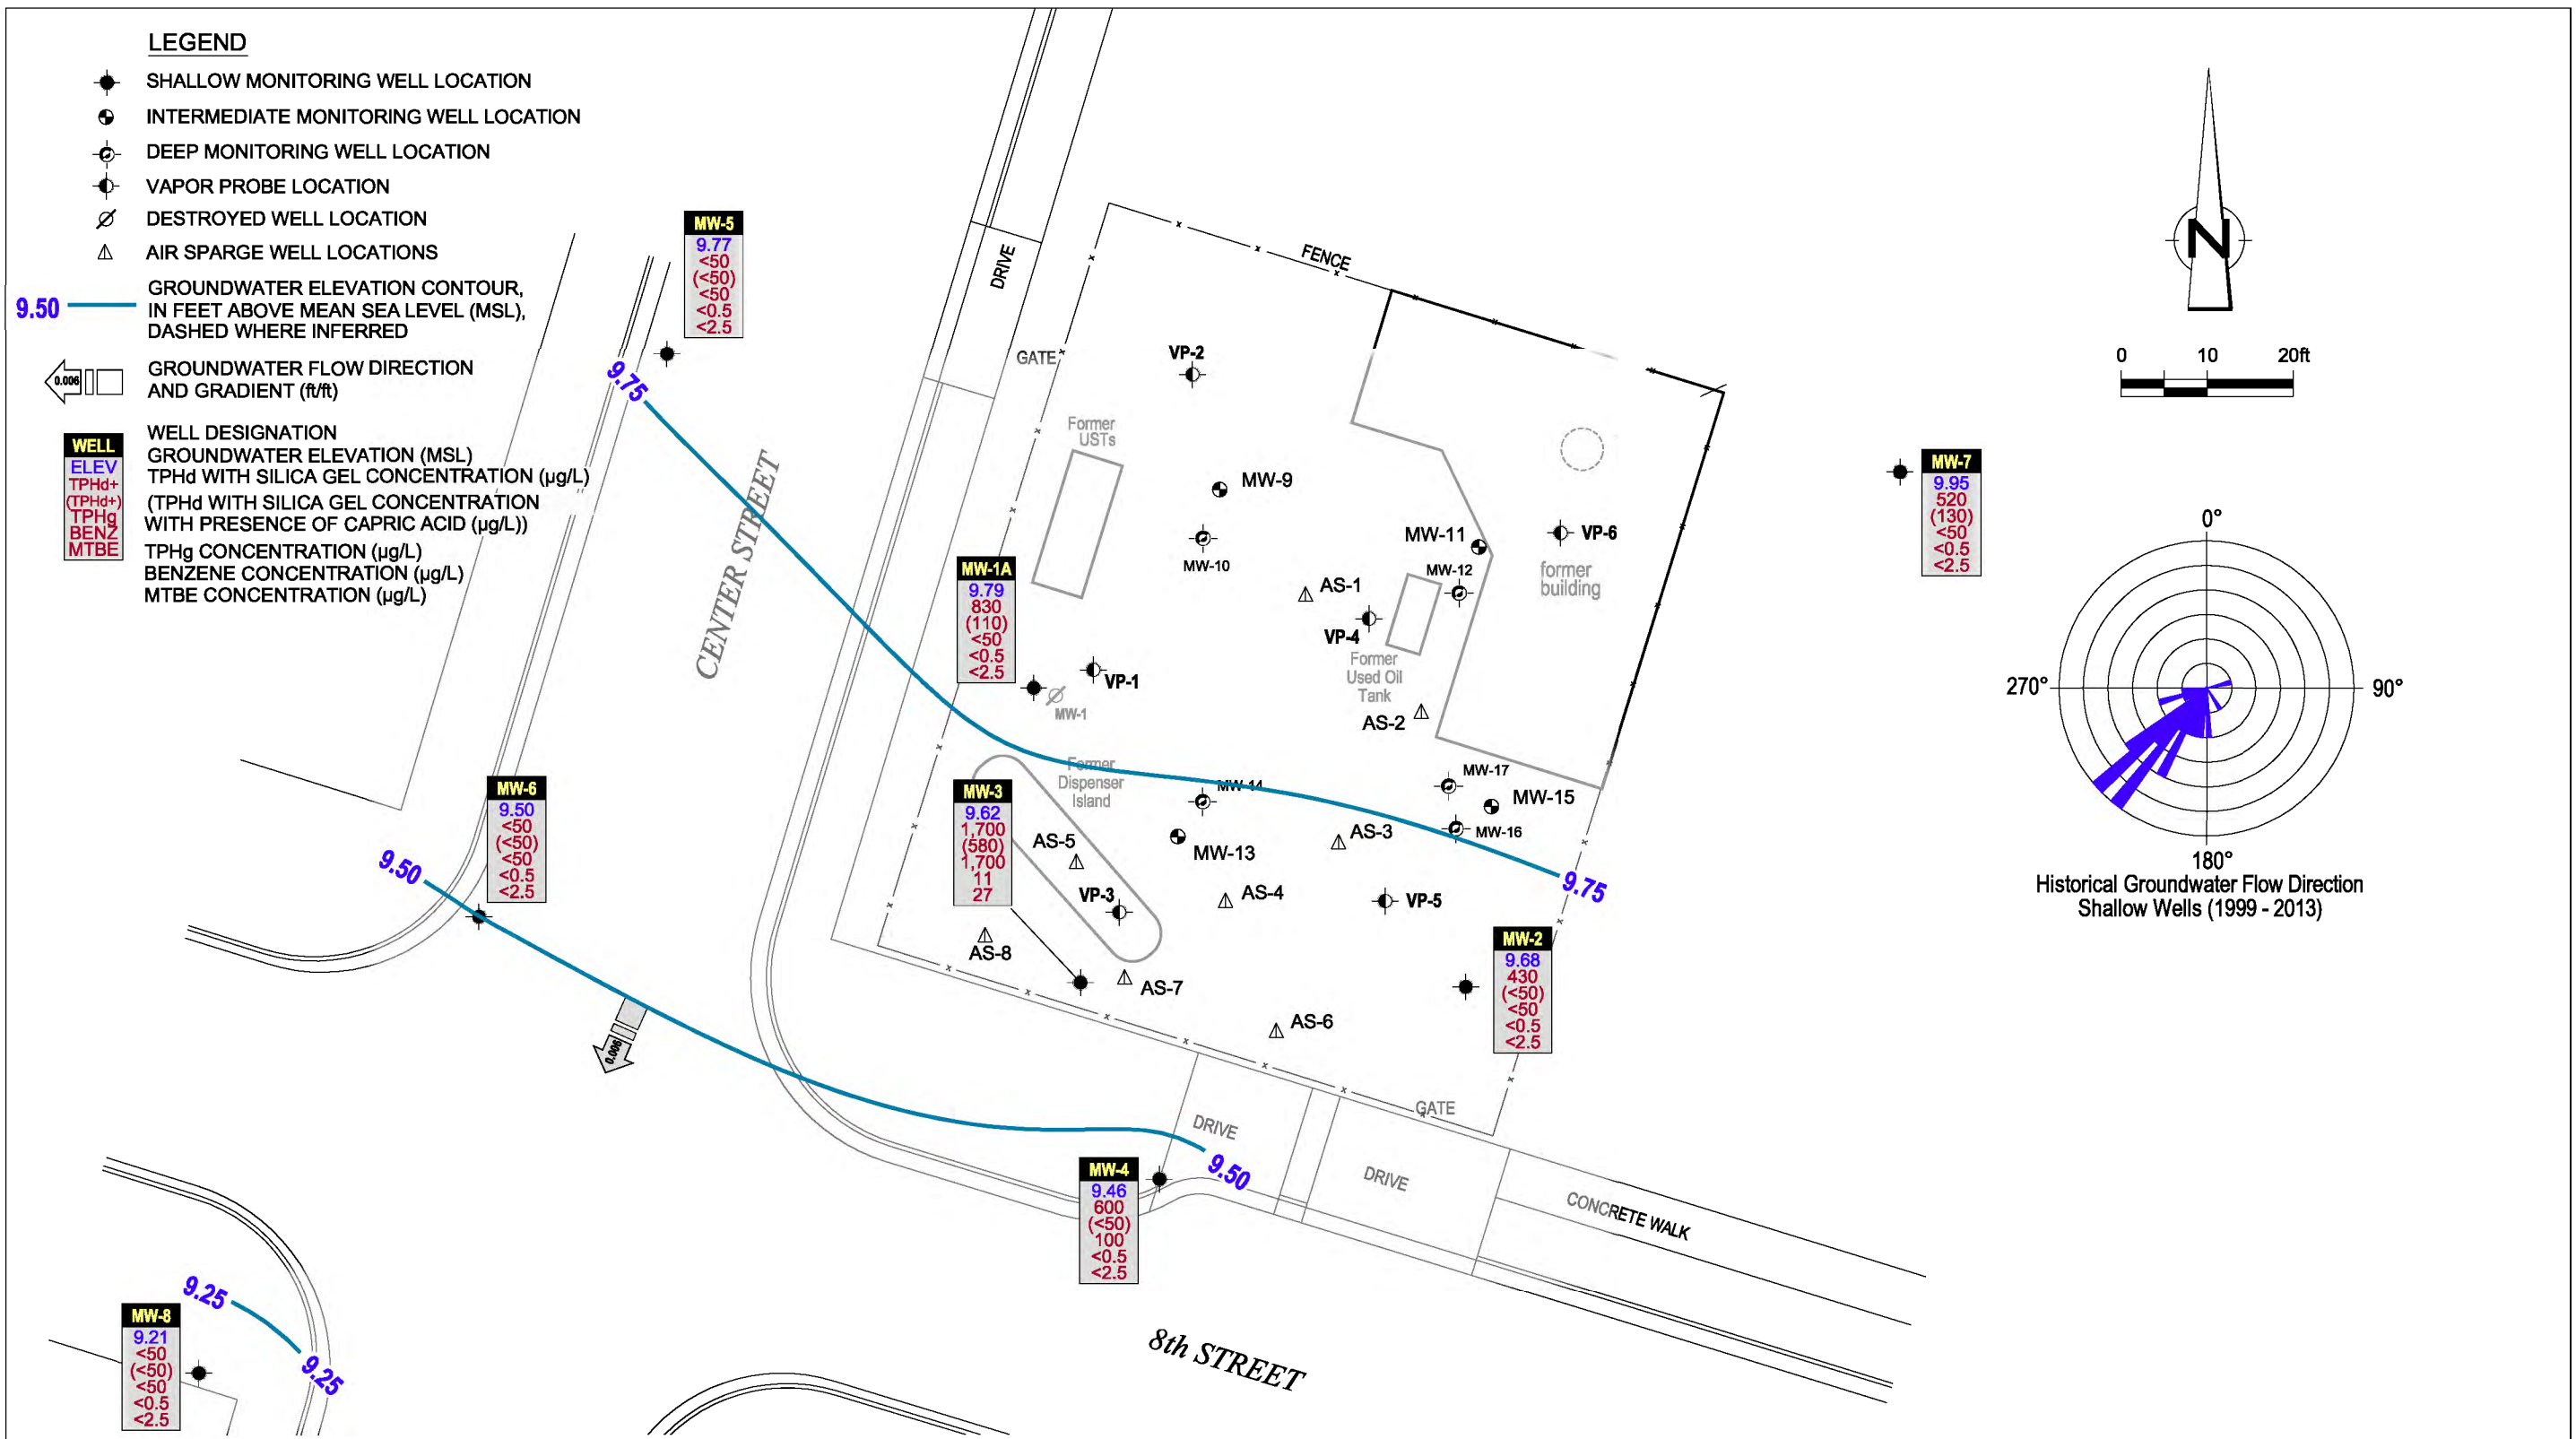 LEGEND
SHALLOW MONITORING WELL LOCATION
INTERMEDIATE MONITORING WELL LOCATION
DEEP MONITORING WELL LOCATION
VAPOR PROBE LOCATION
DESTROYED WELL LOCATION
AIR SPARGE WELL LOCATIONS
9.50
GROUNDWATER ELEVATION CONTOUR,
IN FEET ABOVE MEAN SEA LEVEL (MSL),
DASHED WHERE INFERRED
0.006
GROUNDWATER FLOW DIRECTION
AND GRADIENT (ft/ft)
WELL
ELEV
TPHd+
(TPHd+)
TPHg
BENZ
MTBE
WELL DESIGNATION
GROUNDWATER ELEVATION (MSL)
TPHd WITH SILICA GEL CONCENTRATION (µg/L)
(TPHd WITH SILICA GEL CONCENTRATION
WITH PRESENCE OF CAPRIC ACID (µg/L))
TPHg CONCENTRATION (µg/L)
BENZENE CONCENTRATION (µg/L)
MTBE CONCENTRATION (µg/L)
MW-5
9.77
<50
(<50)
<50
<0.5
<2.5
9.75
CENTER STREET
DRIVE
FENCE
GATE
VP-2
Former
USTs
MW-9
MW-10
MW-11
MW-12
VP-6
former
building
AS-1
VP-4
Former
Used Oil
Tank
AS-2
MW-1A
9.79
830
(110)
<50
<0.5
<2.5
VP-1
MW-1
Former
Dispenser
Island
MW-14
MW-17
MW-15
MW-16
MW-13
AS-3
AS-5
VP-3
AS-4
VP-5
9.75
AS-8
AS-7
AS-6
MW-3
9.62
1,700
(580)
1,700
11
27
MW-2
9.68
430
(<50)
<50
<0.5
<2.5
MW-6
9.50
<50
(<50)
<50
<0.5
<2.5
9.50
0.006
GATE
DRIVE
9.50
DRIVE
CONCRETE WALK
MW-4
9.46
600
(<50)
100
<0.5
<2.5
8th STREET
9.25
9.25
MW-8
9.21
<50
(<50)
<50
<0.5
<2.5
N
0 10 20ft
MW-7
9.95
520
(130)
<50
<0.5
<2.5
0°
270°
90°
180°
Historical Groundwater Flow Direction
Shallow Wells (1999 - 2013)